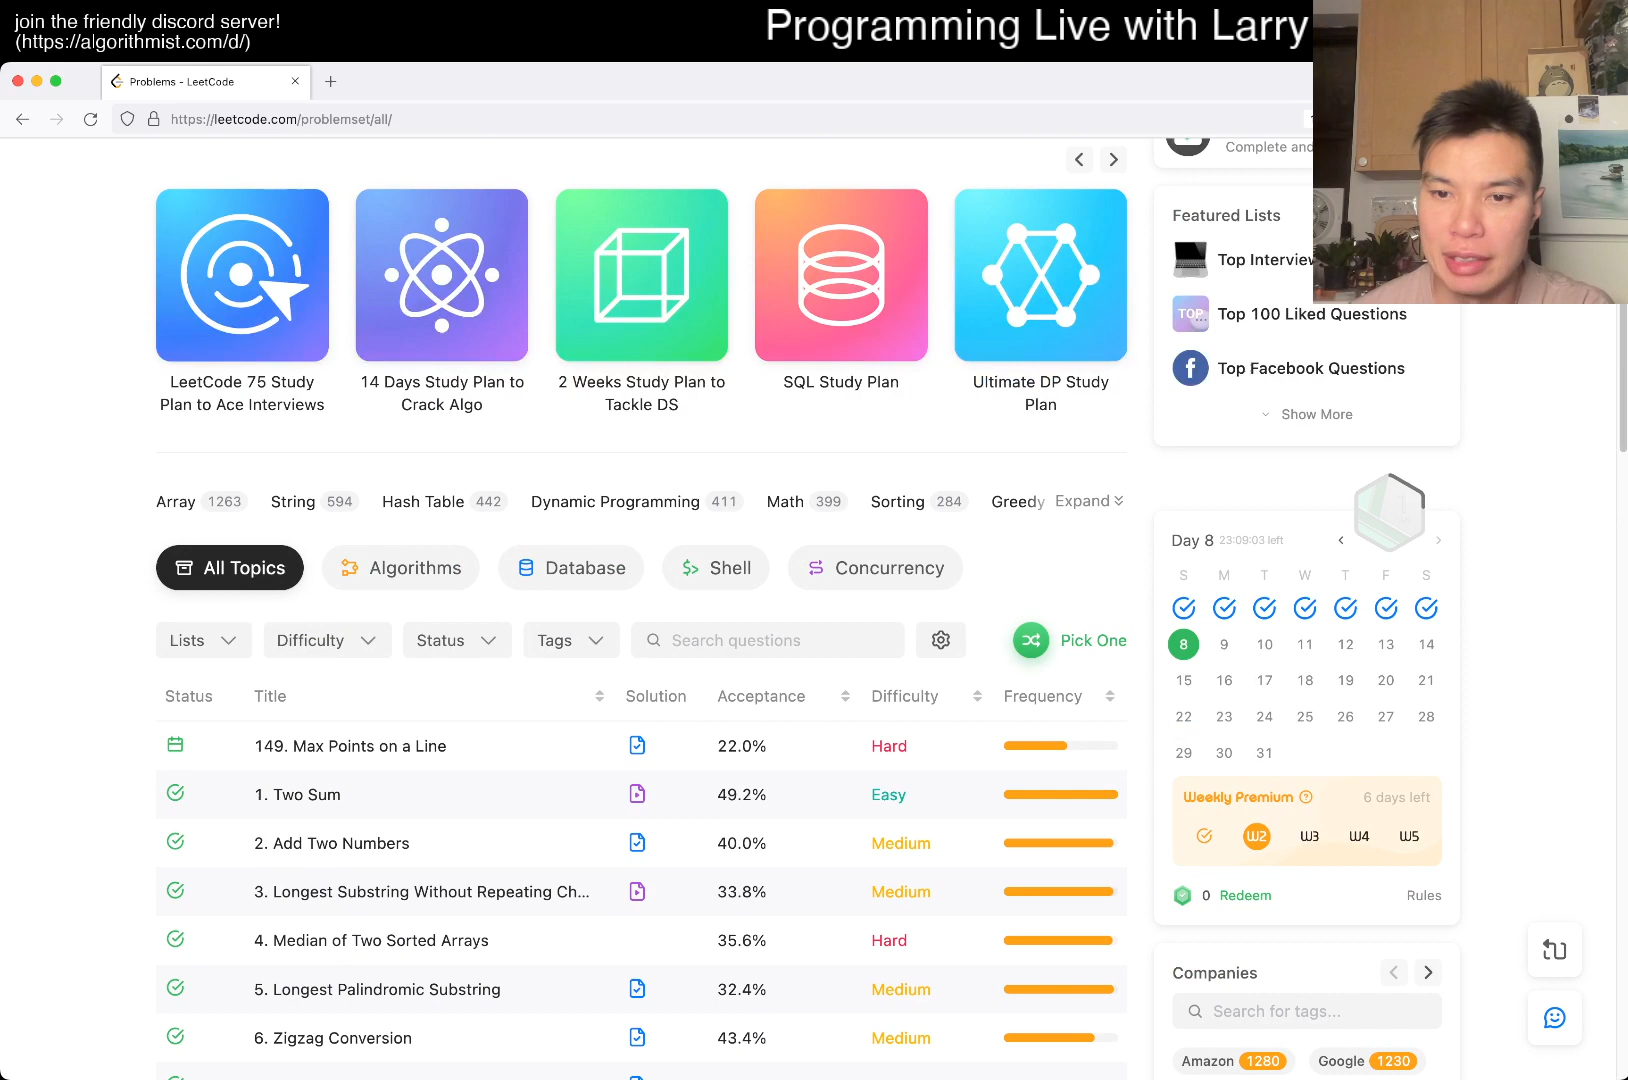 join the friendly discord server!
(https://algorithmist.com/d/)
Programming Live with Larry
Problems - LeetCode
https://leetcode.com/problemset/all/
Complete and
LeetCode 75 Study
Plan to Ace Interviews
14 Days Study Plan to
Crack Algo
2 Weeks Study Plan to
Tackle DS
SQL Study Plan
Ultimate DP Study
Plan
Featured Lists
Top Interview
TOP
Top 100 Liked Questions
Top Facebook Questions
Show More
Array 1263 String 594 Hash Table 442 Dynamic Programming 411 Math 399 Sorting 284 Greedy Expand
All Topics Algorithms Database Shell Concurrency
Lists Difficulty Status Tags Search questions Pick One
Status Title Solution Acceptance Difficulty Frequency
149. Max Points on a Line 22.0% Hard
1. Two Sum 49.2% Easy
2. Add Two Numbers 40.0% Medium
3. Longest Substring Without Repeating Ch... 33.8% Medium
4. Median of Two Sorted Arrays 35.6% Hard
5. Longest Palindromic Substring 32.4% Medium
6. Zigzag Conversion 43.4% Medium
Day 8 23:09:03 left
S M T W T F S
8 9 10 11 12 13 14
15 16 17 18 19 20 21
22 23 24 25 26 27 28
29 30 31
Weekly Premium 6 days left
W2 W3 W4 W5
0 Redeem Rules
Companies
Search for tags...
Amazon 1280 Google 1230